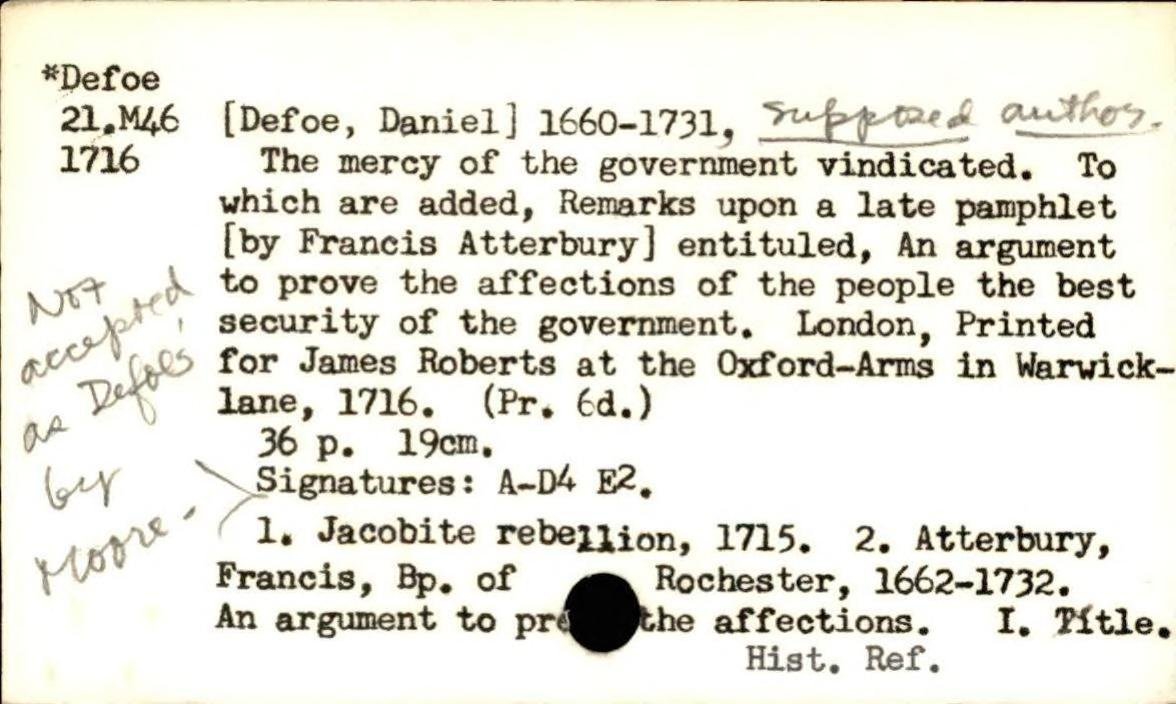 *Defoe
21.M46 [Defoe, Daniel] 1660-1731, supposed author.
1716 The mercy of the government vindicated. To
which are added, Remarks upon a late pamphlet
[by Francis Atterbury] entituled, An argument
to prove the affections of the people the best
security of the government. London, Printed
for James Roberts at the Oxford-Arms in Warwick-
lane, 1716. (Pr. 6d.)
36 p. 19cm.
Signatures: A-D4 E2.
1. Jacobite rebellion, 1715. 2. Atterbury,
Francis, Bp. of Rochester, 1662-1732.
An argument to pr the affections. I. Title.
Hist. Ref.
Not
accepted
as Defoe's
by
Moore -